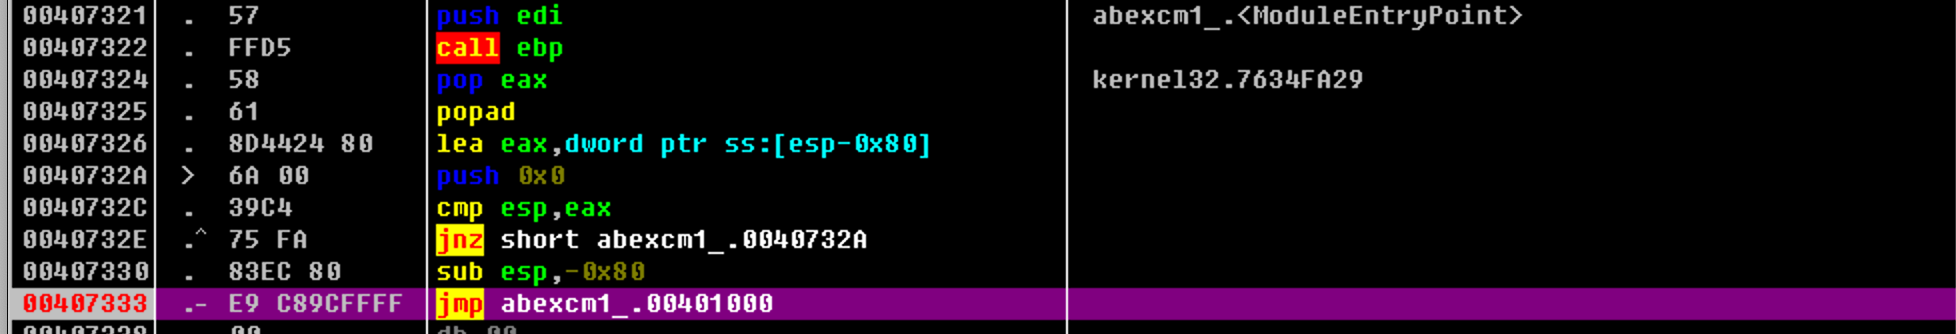 00407321 . 57 push edi abexcm1_.<ModuleEntryPoint>
00407322 . FFD5 call ebp
00407324 . 58 pop eax kernel32.7634FA29
00407325 . 61 popad
00407326 . 8D4424 80 lea eax,dword ptr ss:[esp-0x80]
0040732A > 6A 00 push 0x0
0040732C . 39C4 cmp esp,eax
0040732E .^ 75 FA jnz short abexcm1_.0040732A
00407330 . 83EC 80 sub esp,-0x80
00407333 .- E9 C89CFFFF jmp abexcm1_.00401000
00407338 00 db 00